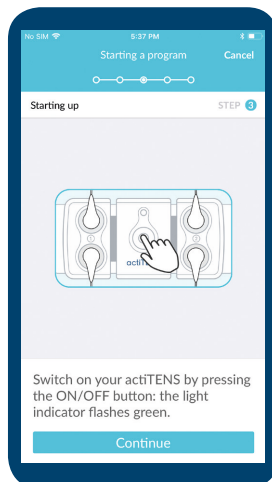 No SIM 5:37 PM
Starting a program Cancel
Starting up STEP 3
Switch on your actiTENS by pressing
the ON/OFF button: the light
indicator flashes green.
Continue